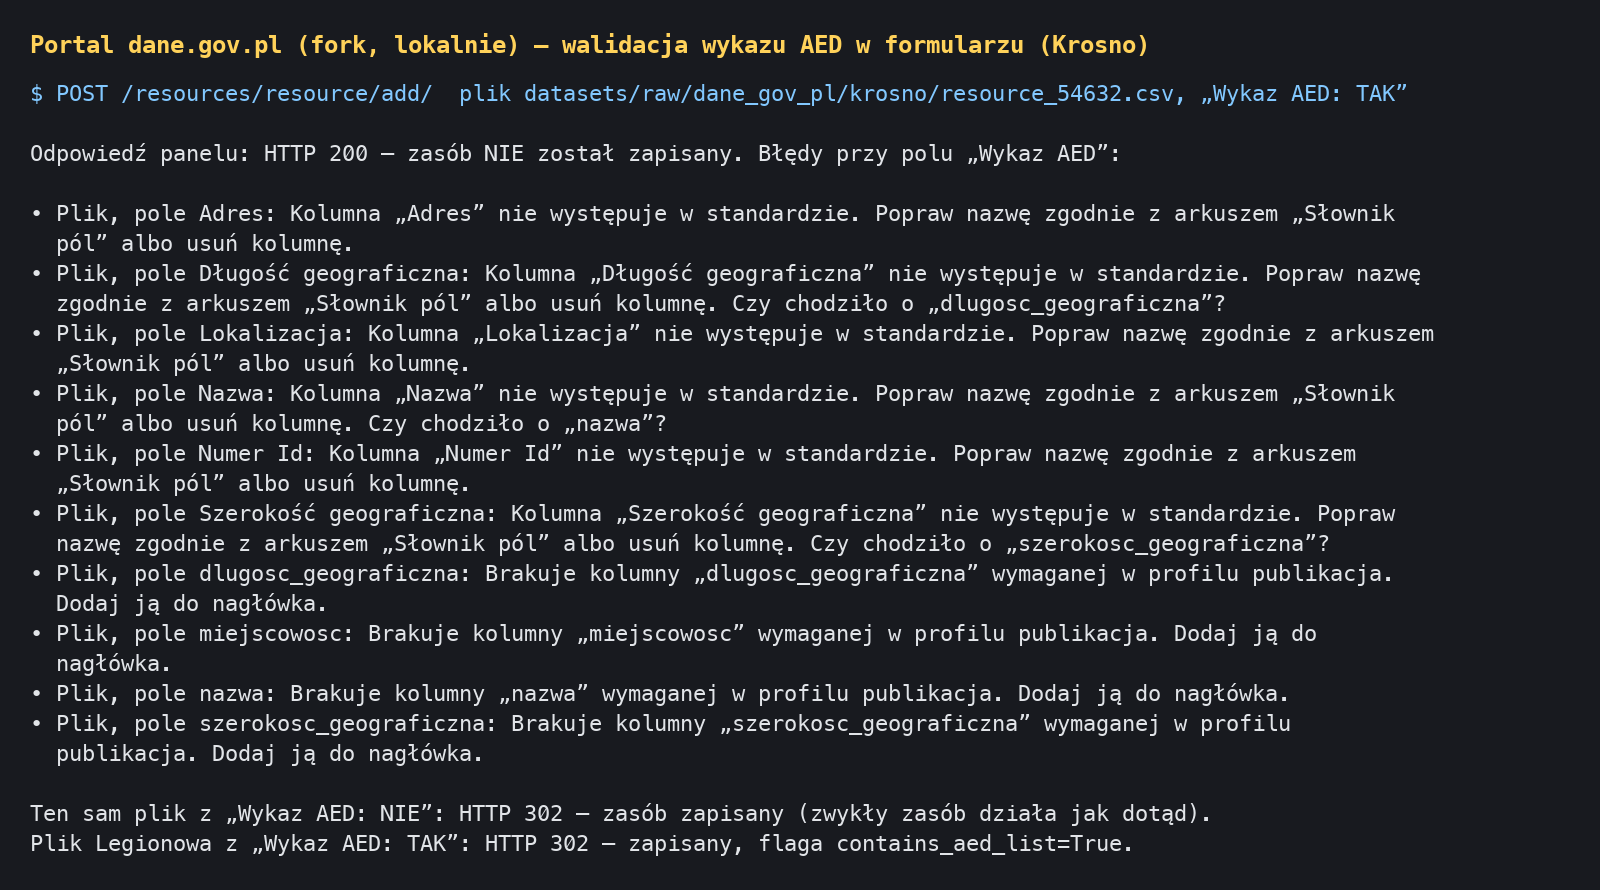 Portal dane.gov.pl (fork, lokalnie) — walidacja wykazu AED w formularzu (Krosno)
$ POST /resources/resource/add/  plik datasets/raw/dane_gov_pl/krosno/resource_54632.csv, „Wykaz AED: TAK”
Odpowiedź panelu: HTTP 200 — zasób NIE został zapisany. Błędy przy polu „Wykaz AED”:
• Plik, pole Adres: Kolumna „Adres” nie występuje w standardzie. Popraw nazwę zgodnie z arkuszem „Słownik
pól” albo usuń kolumnę.
• Plik, pole Długość geograficzna: Kolumna „Długość geograficzna” nie występuje w standardzie. Popraw nazwę
zgodnie z arkuszem „Słownik pól” albo usuń kolumnę. Czy chodziło o „dlugosc_geograficzna”?
• Plik, pole Lokalizacja: Kolumna „Lokalizacja” nie występuje w standardzie. Popraw nazwę zgodnie z arkuszem
„Słownik pól” albo usuń kolumnę.
• Plik, pole Nazwa: Kolumna „Nazwa” nie występuje w standardzie. Popraw nazwę zgodnie z arkuszem „Słownik
pól” albo usuń kolumnę. Czy chodziło o „nazwa”?
• Plik, pole Numer Id: Kolumna „Numer Id” nie występuje w standardzie. Popraw nazwę zgodnie z arkuszem
„Słownik pól” albo usuń kolumnę.
• Plik, pole Szerokość geograficzna: Kolumna „Szerokość geograficzna” nie występuje w standardzie. Popraw
nazwę zgodnie z arkuszem „Słownik pól” albo usuń kolumnę. Czy chodziło o „szerokosc_geograficzna”?
• Plik, pole dlugosc_geograficzna: Brakuje kolumny „dlugosc_geograficzna” wymaganej w profilu publikacja.
Dodaj ją do nagłówka.
• Plik, pole miejscowosc: Brakuje kolumny „miejscowosc” wymaganej w profilu publikacja. Dodaj ją do
nagłówka.
• Plik, pole nazwa: Brakuje kolumny „nazwa” wymaganej w profilu publikacja. Dodaj ją do nagłówka.
• Plik, pole szerokosc_geograficzna: Brakuje kolumny „szerokosc_geograficzna” wymaganej w profilu
publikacja. Dodaj ją do nagłówka.
Ten sam plik z „Wykaz AED: NIE”: HTTP 302 — zasób zapisany (zwykły zasób działa jak dotąd).
Plik Legionowa z „Wykaz AED: TAK”: HTTP 302 — zapisany, flaga contains_aed_list=True.